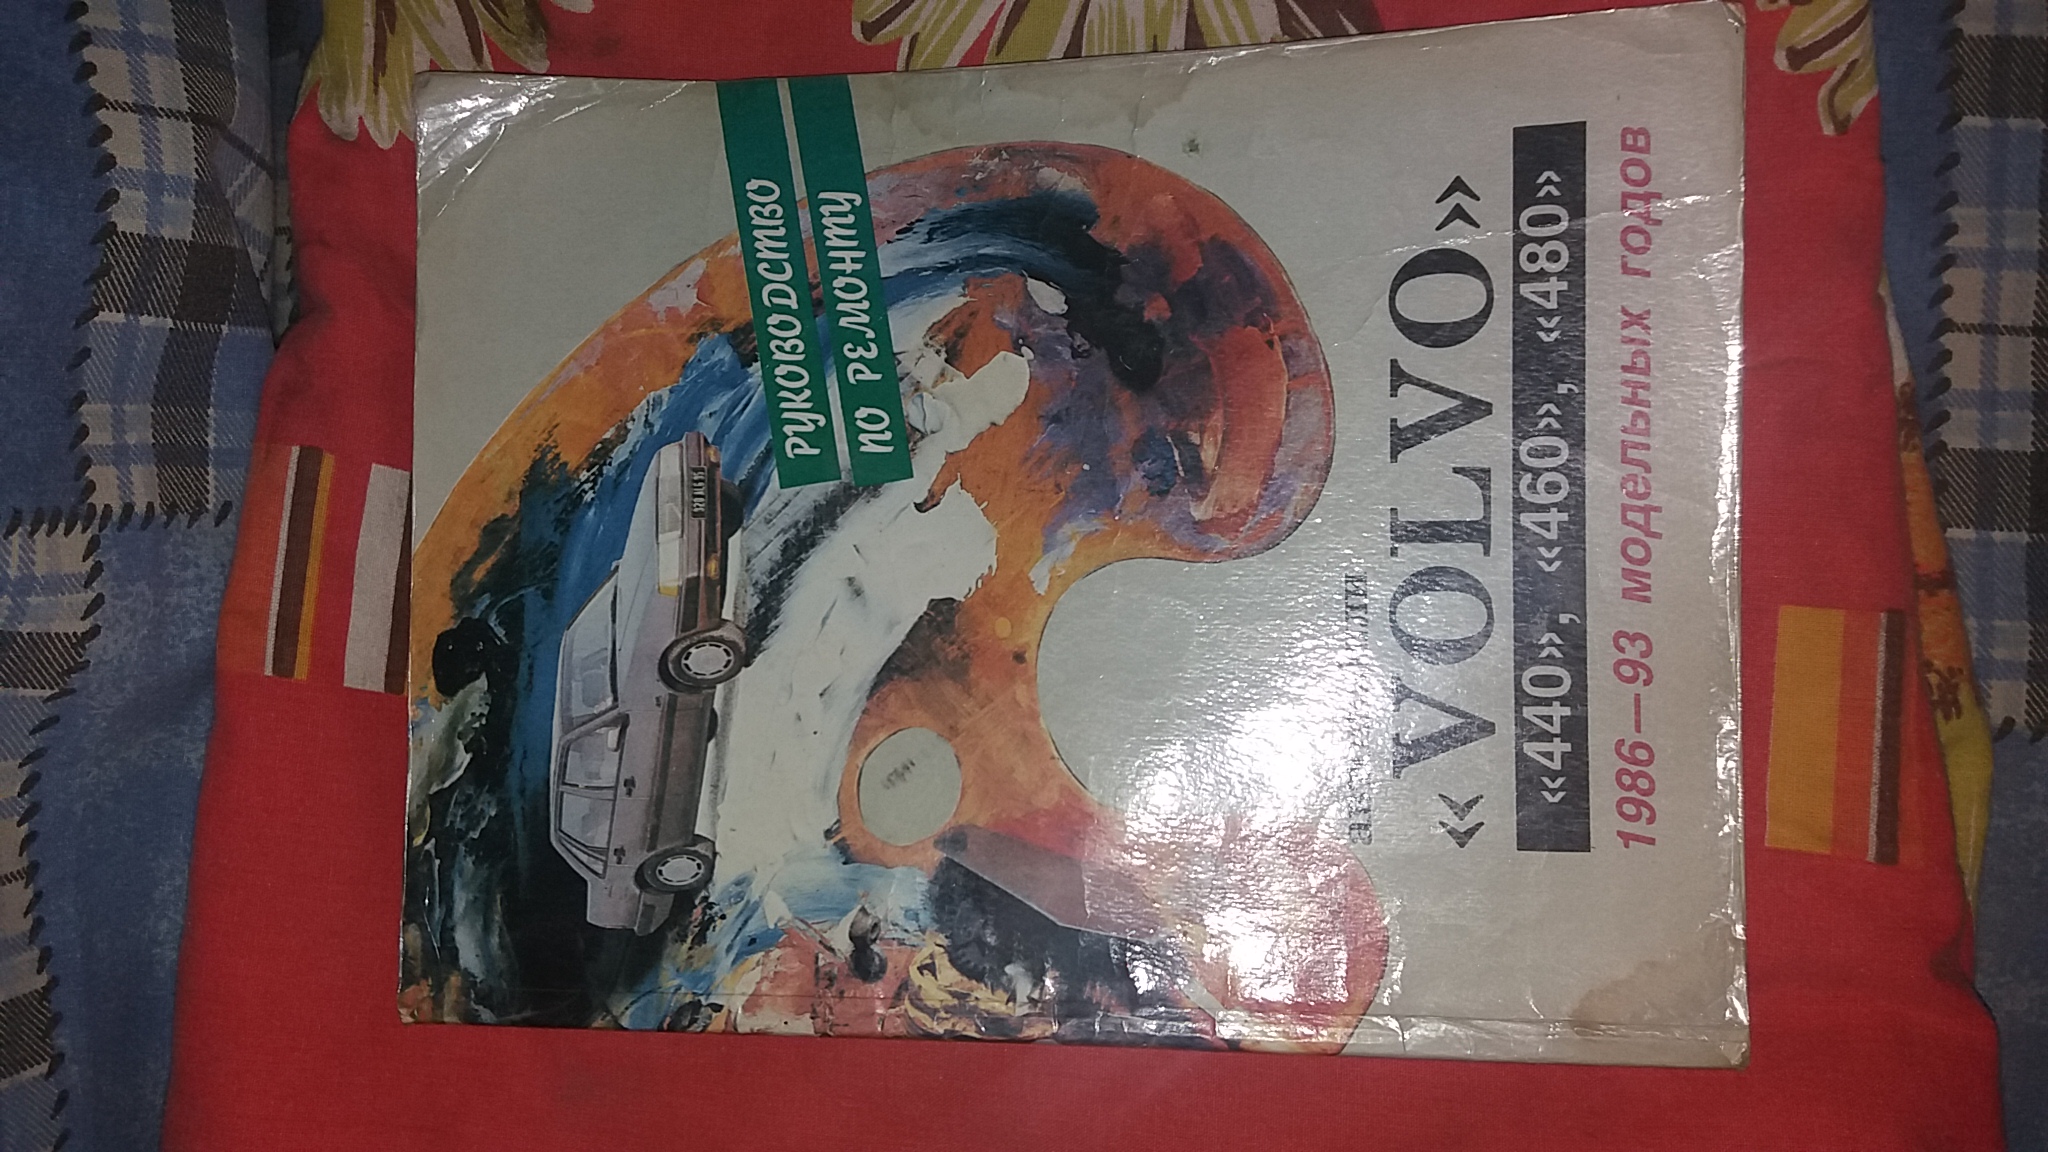 РУКОВОДСТВО
ПО РЕМОНТУ
«VOLVO»
«440», «460», «480»
1986—93 модельных годов